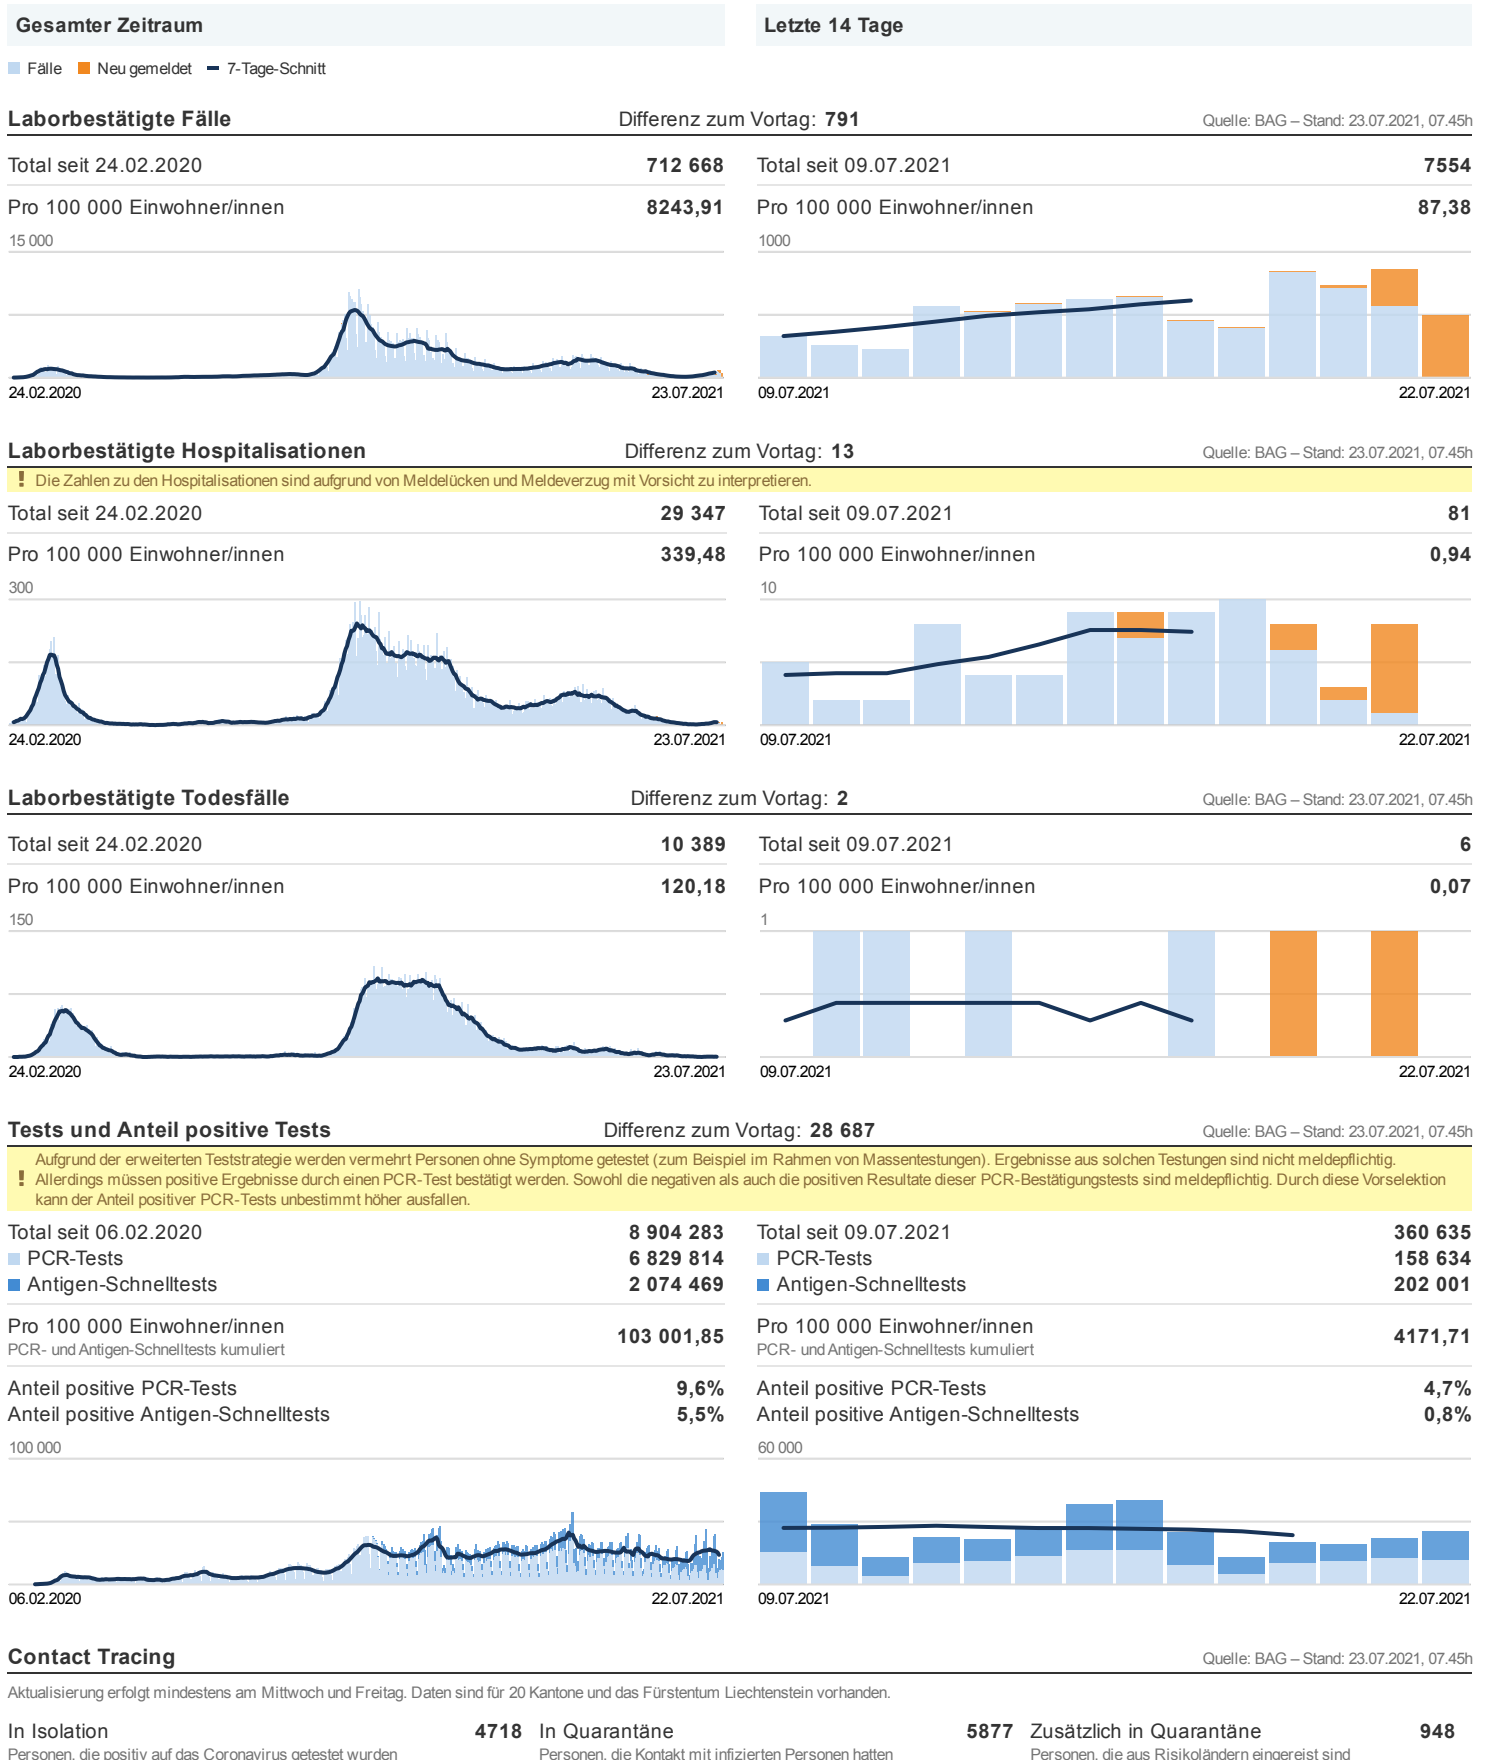 Gesamter Zeitraum
Letzte 14 Tage
Fälle Neu gemeldet 7-Tage-Schnitt
Laborbestätigte Fälle Differenz zum Vortag: 791 Quelle: BAG – Stand: 23.07.2021, 07.45h
Total seit 24.02.2020 712 668
Pro 100 000 Einwohner/innen 8243,91
15 000
24.02.2020 23.07.2021
Total seit 09.07.2021 7554
Pro 100 000 Einwohner/innen 87,38
1000
09.07.2021 22.07.2021
Laborbestätigte Hospitalisationen Differenz zum Vortag: 13 Quelle: BAG – Stand: 23.07.2021, 07.45h
! Die Zahlen zu den Hospitalisationen sind aufgrund von Meldelücken und Meldeverzug mit Vorsicht zu interpretieren.
Total seit 24.02.2020 29 347
Pro 100 000 Einwohner/innen 339,48
300
24.02.2020 23.07.2021
Total seit 09.07.2021 81
Pro 100 000 Einwohner/innen 0,94
10
09.07.2021 22.07.2021
Laborbestätigte Todesfälle Differenz zum Vortag: 2 Quelle: BAG – Stand: 23.07.2021, 07.45h
Total seit 24.02.2020 10 389
Pro 100 000 Einwohner/innen 120,18
150
24.02.2020 23.07.2021
Total seit 09.07.2021 6
Pro 100 000 Einwohner/innen 0,07
1
09.07.2021 22.07.2021
Tests und Anteil positive Tests Differenz zum Vortag: 28 687 Quelle: BAG – Stand: 23.07.2021, 07.45h
Aufgrund der erweiterten Teststrategie werden vermehrt Personen ohne Symptome getestet (zum Beispiel im Rahmen von Massentestungen). Ergebnisse aus solchen Testungen sind nicht meldepflichtig.
! Allerdings müssen positive Ergebnisse durch einen PCR-Test bestätigt werden. Sowohl die negativen als auch die positiven Resultate dieser PCR-Bestätigungstests sind meldepflichtig. Durch diese Vorselektion
kann der Anteil positiver PCR-Tests unbestimmt höher ausfallen.
Total seit 06.02.2020 8 904 283
PCR-Tests 6 829 814
Antigen-Schnelltests 2 074 469
Pro 100 000 Einwohner/innen 103 001,85
PCR- und Antigen-Schnelltests kumuliert
Anteil positive PCR-Tests 9,6%
Anteil positive Antigen-Schnelltests 5,5%
100 000
06.02.2020 22.07.2021
Total seit 09.07.2021 360 635
PCR-Tests 158 634
Antigen-Schnelltests 202 001
Pro 100 000 Einwohner/innen 4171,71
PCR- und Antigen-Schnelltests kumuliert
Anteil positive PCR-Tests 4,7%
Anteil positive Antigen-Schnelltests 0,8%
60 000
09.07.2021 22.07.2021
Contact Tracing Quelle: BAG – Stand: 23.07.2021, 07.45h
Aktualisierung erfolgt mindestens am Mittwoch und Freitag. Daten sind für 20 Kantone und das Fürstentum Liechtenstein vorhanden.
In Isolation 4718
Personen, die positiv auf das Coronavirus getestet wurden
In Quarantäne 5877
Personen, die Kontakt mit infizierten Personen hatten
Zusätzlich in Quarantäne 948
Personen, die aus Risikoländern eingereist sind